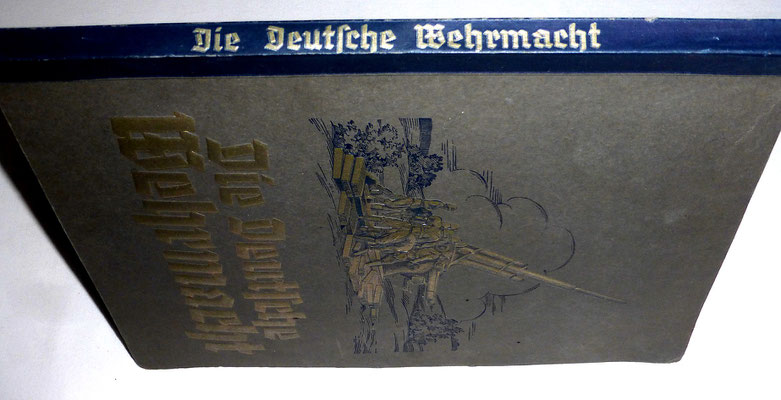 Die Deutsche Wehrmacht
Die deutsche
Wehrmacht